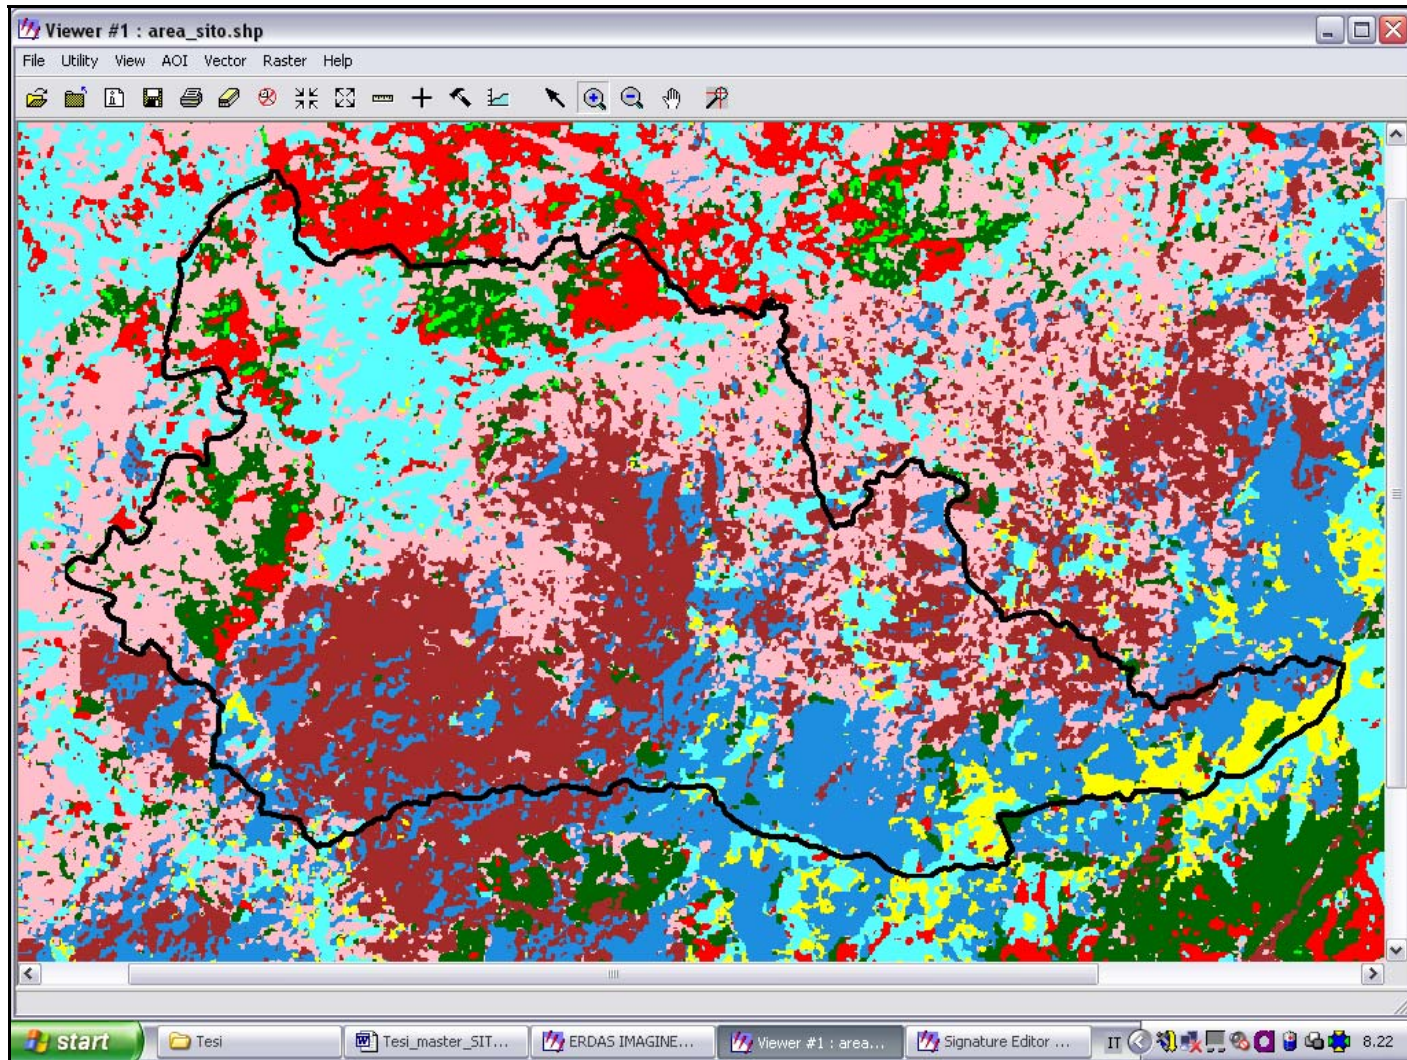 Viewer #1 : area_sito.shp
File Utility View AOI Vector Raster Help
start Tesi Tesi_master_SIT... ERDAS IMAGINE... Viewer #1 : area... Signature Editor ... IT 8.22